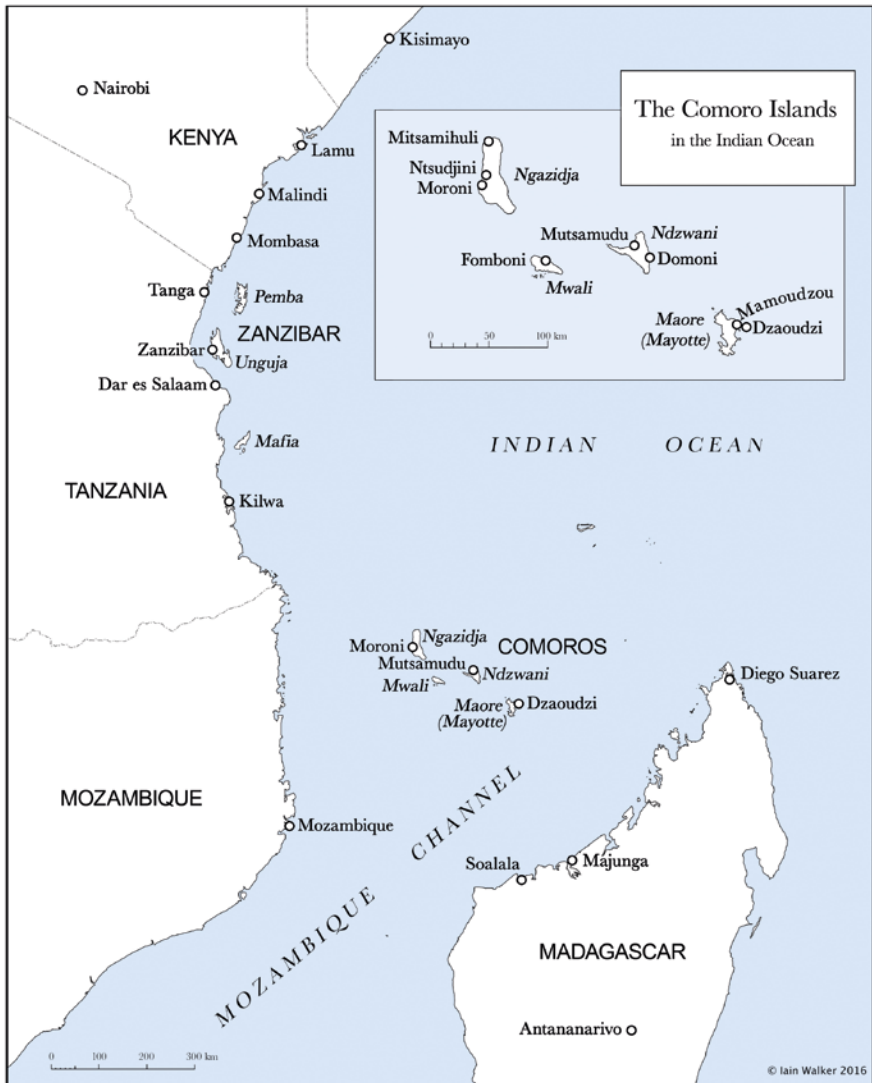 Kisimayo
Nairobi
The Comoro Islands
in the Indian Ocean
KENYA
Lamu
Mitsamihuli
Ntsudjini
Ngazidja
Moroni
Malindi
Mombasa
Mutsamudu
Ndzwani
Fomboni
Domoni
Mwali
Tanga
Pemba
Maore
(Mayotte)
Mamoudzou
Dzaoudzi
0 50 100 km
ZANZIBAR
Zanzibar
Unguja
Dar es Salaam
Mafia
INDIAN OCEAN
TANZANIA
Kilwa
Moroni
Ngazidja
COMOROS
Mutsamudu
Ndzwani
Mwali
Maore
(Mayotte)
Dzaoudzi
Diego Suarez
MOZAMBIQUE
Mozambique
MOZAMBIQUE CHANNEL
Soalala
Majunga
MADAGASCAR
Antananarivo
0 100 200 300 km
© Iain Walker 2016